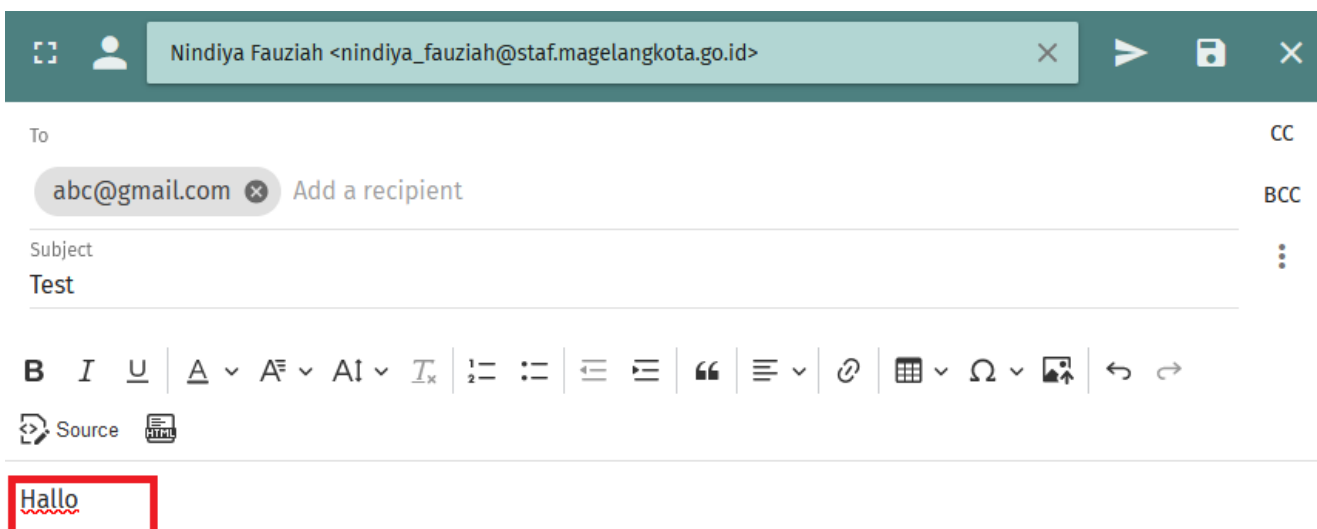 Nindiya Fauziah <nindiya_fauziah@staf.magelangkota.go.id>
To
CC
abc@gmail.com Add a recipient
BCC
Subject
Test
Source
Hallo